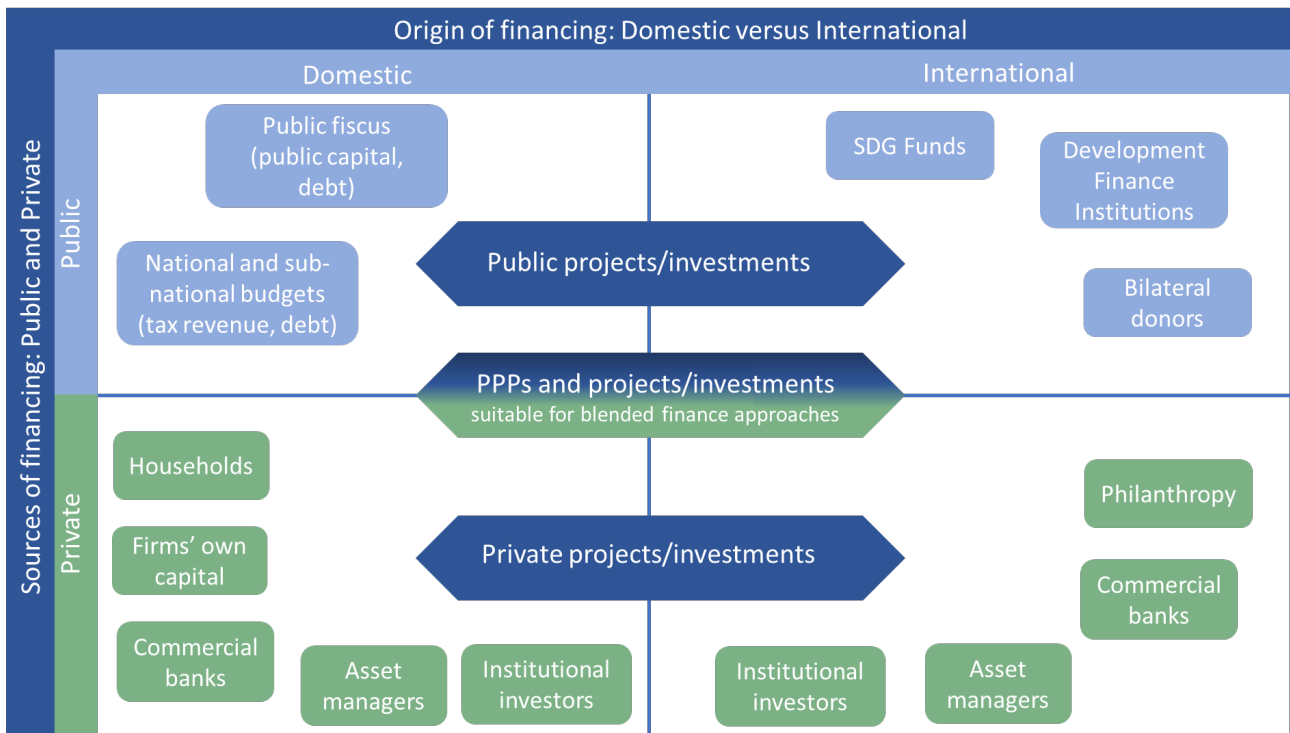 Origin of financing: Domestic versus International
Domestic
International
Sources of financing: Public and Private
Public
Public fiscus
(public capital,
debt)
SDG Funds
Development
Finance
Institutions
Public projects/investments
National and sub-
national budgets
(tax revenue, debt)
Bilateral
donors
PPPs and projects/investments
suitable for blended finance approaches
Private
Households
Philanthropy
Firms’ own
capital
Private projects/investments
Commercial
banks
Commercial
banks
Asset
managers
Institutional
investors
Institutional
investors
Asset
managers